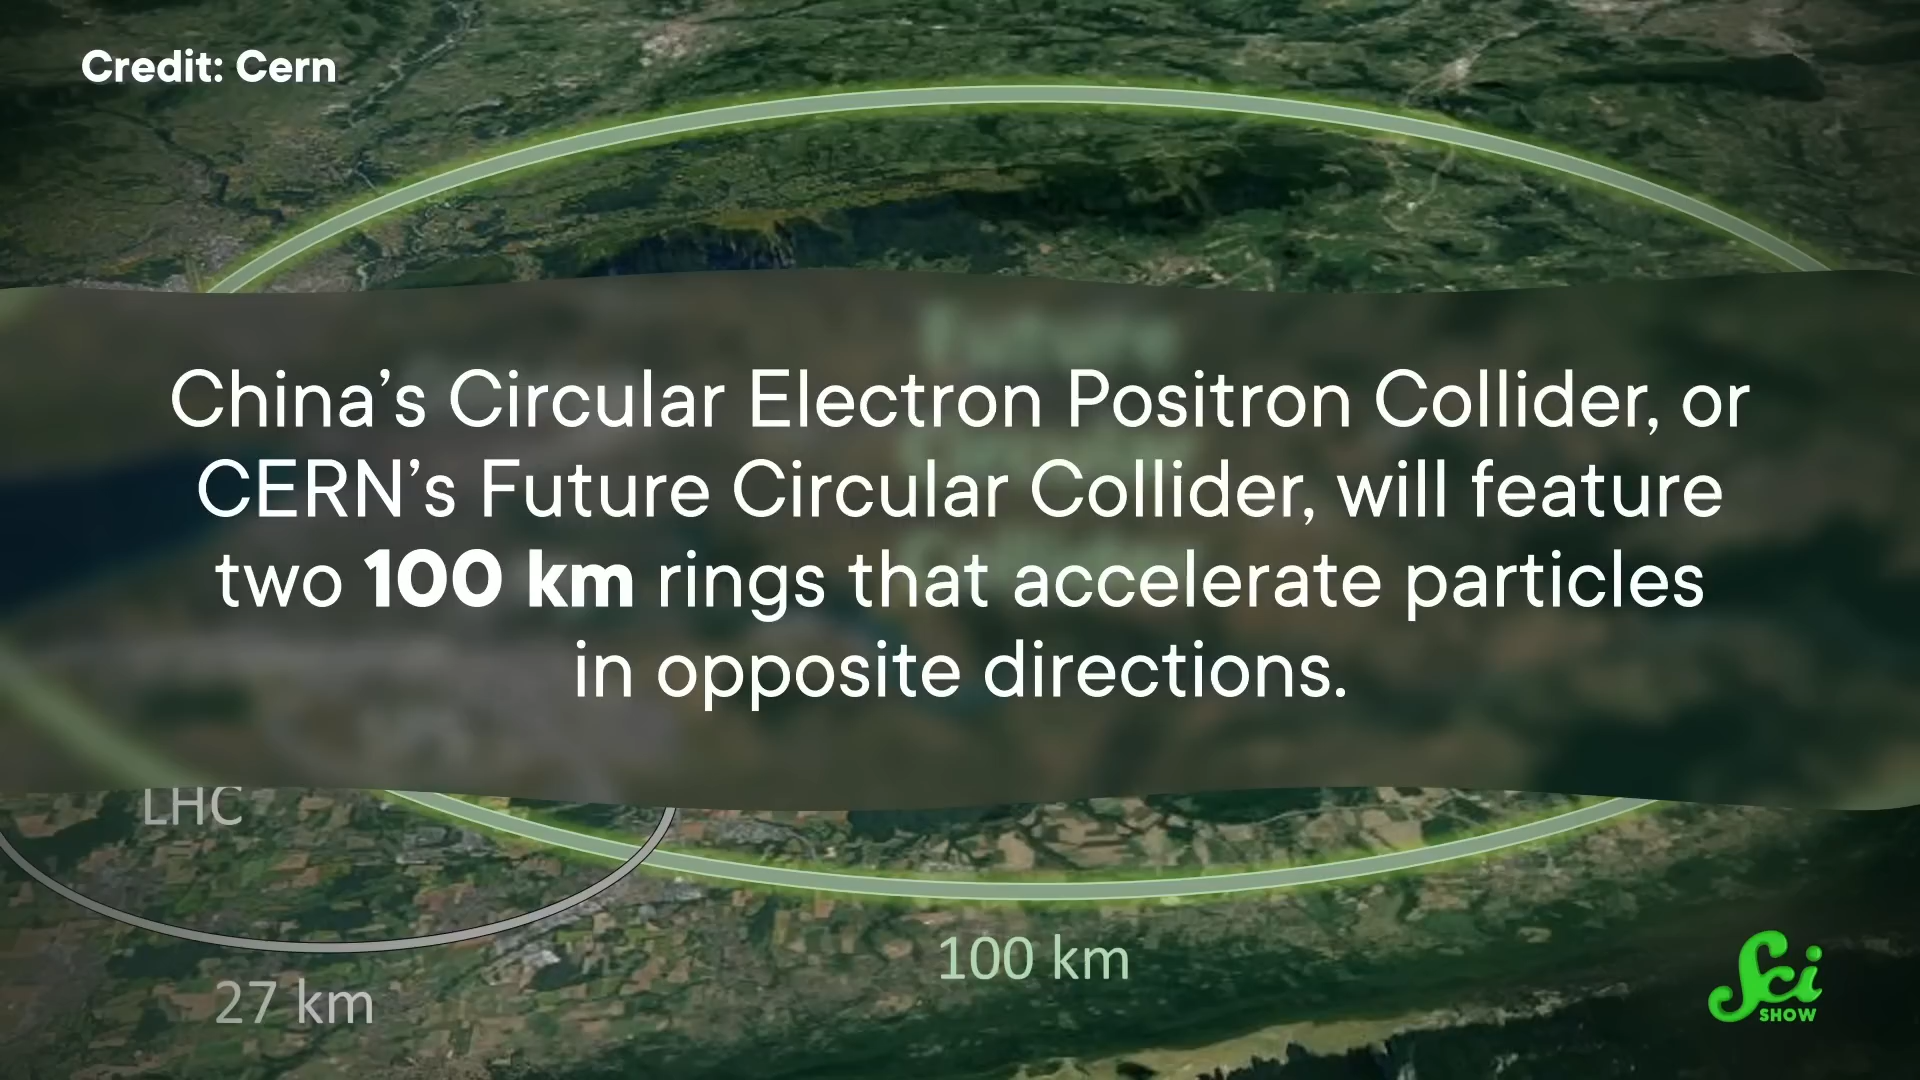 Credit: Cern
China’s Circular Electron Positron Collider, or
CERN’s Future Circular Collider, will feature
two 100 km rings that accelerate particles
in opposite directions.
LHC
100 km
27 km
Sci
SHOW